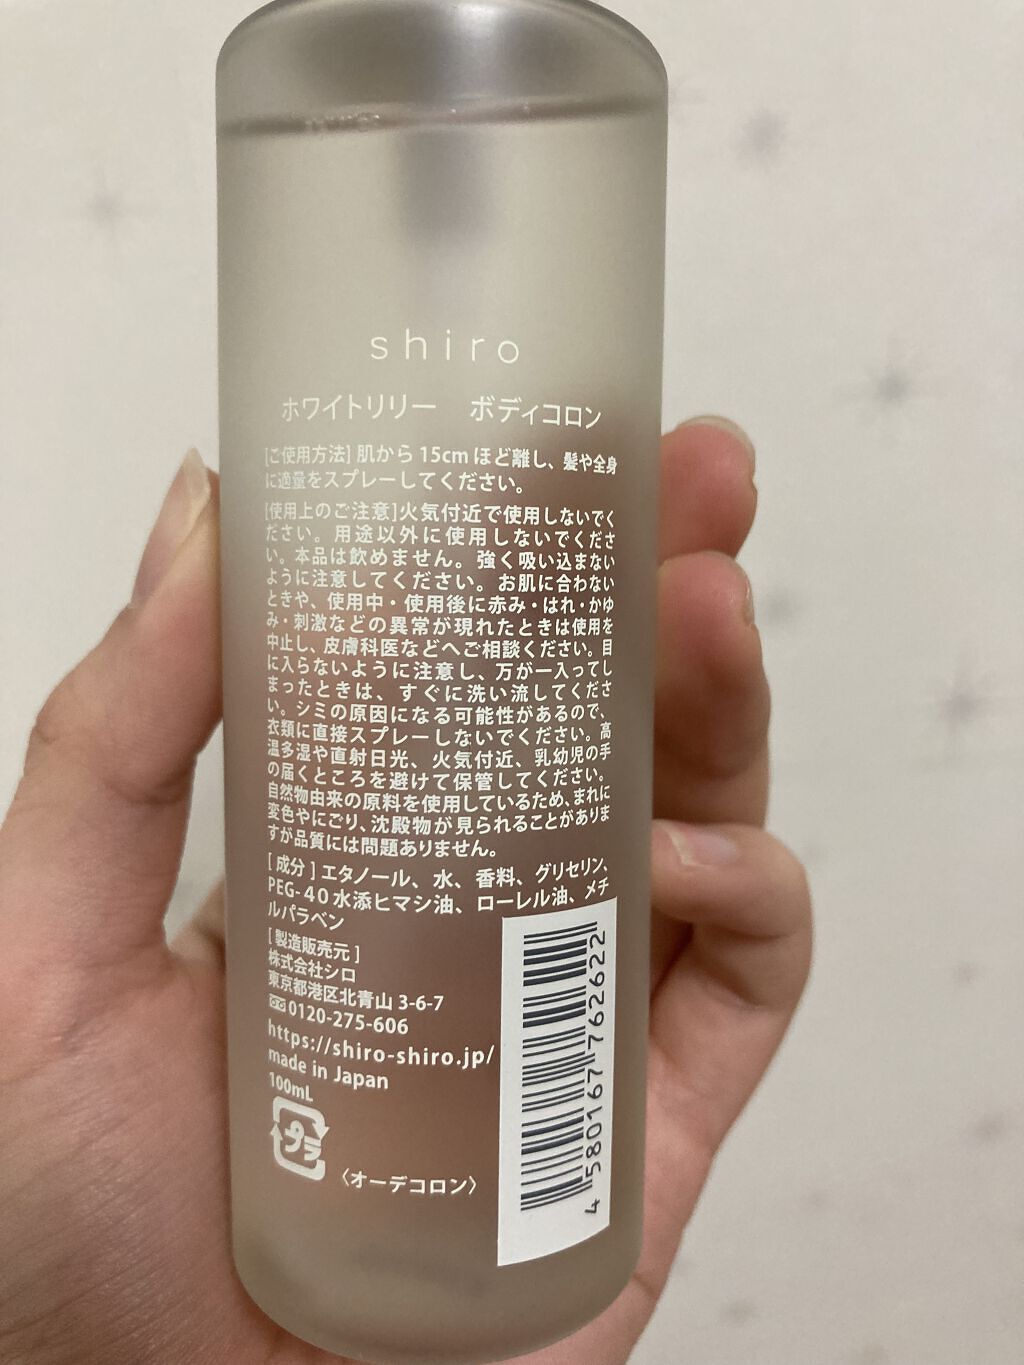 shiro
ホワイトリリー ボディコロン
[ご使用方法] 肌から 15cm ほど離し、髪や全身
に適量をスプレーしてください。
[使用上のご注意]火気付近で使用しないでく
ださい。用途以外に使用しないでくださ
い。本品は飲めません。強く吸い込まない
ように注意してください。お肌に合わない
ときや、使用中・使用後に赤み・はれ・かゆ
み・刺激などの異常が現れたときは使用を
中止し、皮膚科医などへご相談ください。目
に入らないように注意し、万が一入ってし
まったときは、すぐに洗い流してくださ
い。シミの原因になる可能性があるので、
衣類に直接スプレーしないでください。高
温多湿や直射日光、火気付近、乳幼児の手
の届くところを避けて保管してください。
自然物由来の原料を使用しているため、まれに
変色やにごり、沈殿物が見られることがありま
すが品質には問題ありません。
[ 成分 ] エタノール、水、香料、グリセリン、
PEG-40水添ヒマシ油、ローレル油、メチ
ルパラベン
[ 製造販売元 ]
株式会社シロ
東京都港区北青山 3-6-7
0120-275-606
https://shiro-shiro.jp/
made in Japan
100mL
プラ
〈オーデコロン〉
4 580167 762622